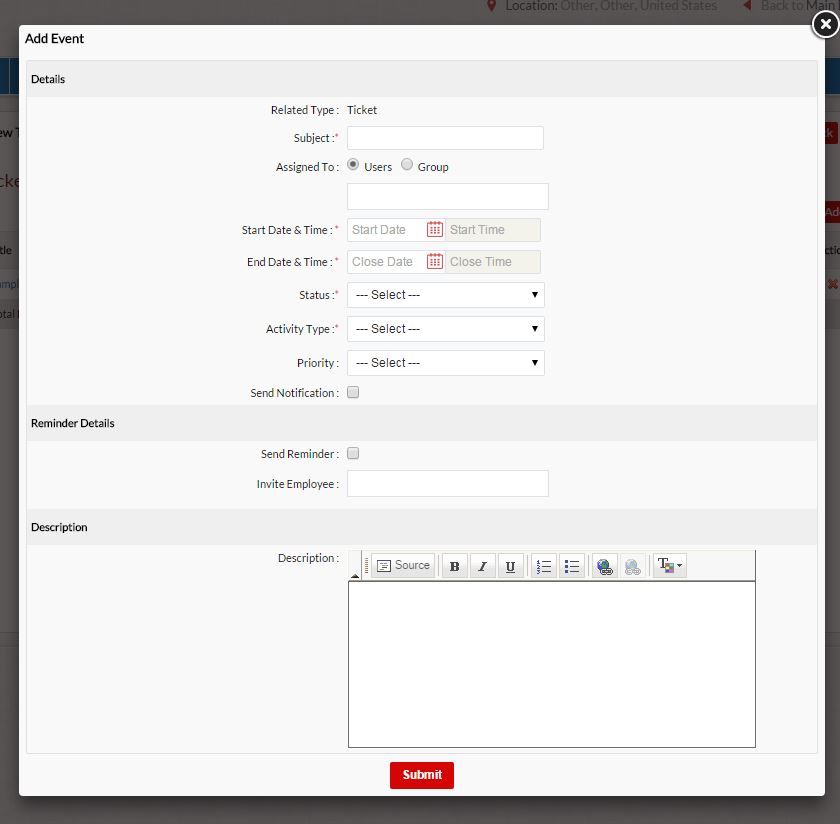 Location: Other, Other, United States Back to Main
Add Event
Details
Related Type : Ticket
Subject :*
Assigned To : Users Group
Start Date & Time :* Start Date Start Time
End Date & Time :* Close Date Close Time
Status :* --- Select ---
Activity Type :* --- Select ---
Priority : --- Select ---
Send Notification :
Reminder Details
Send Reminder :
Invite Employee :
Description
Description : Source B I U
Submit